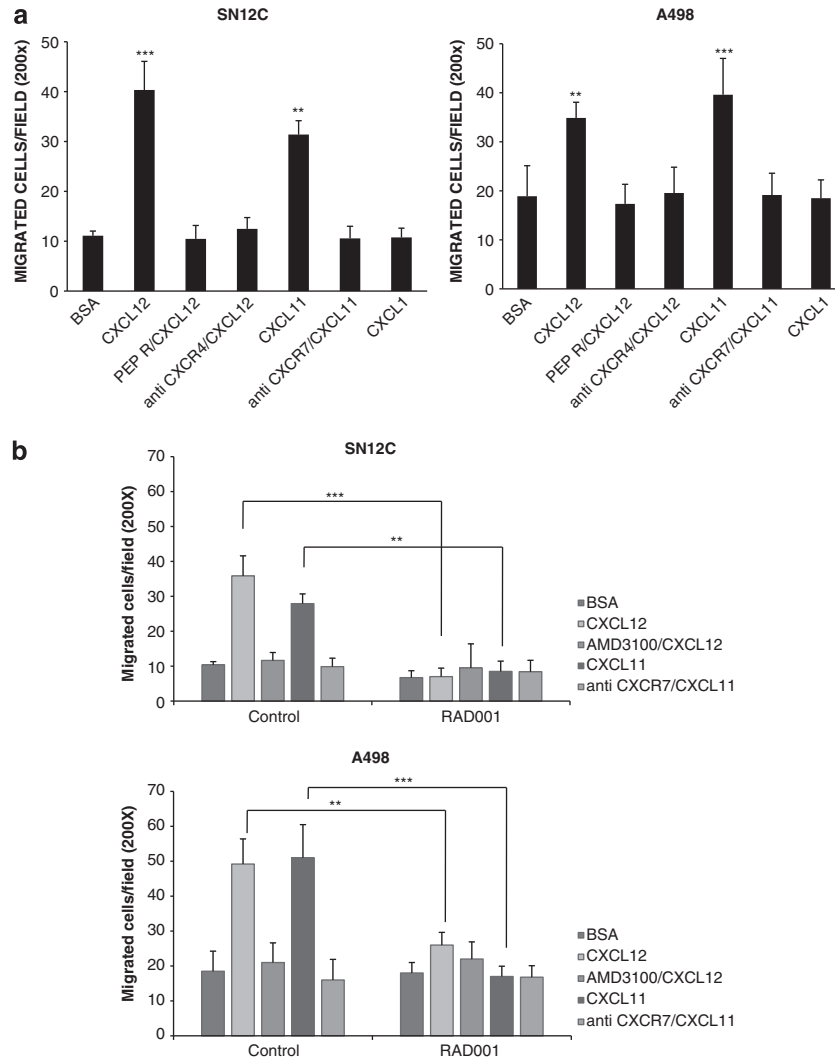 a
SN12C
MIGRATED CELLS/FIELD (200x)
50
40
30
20
10
0
***
**
BSA
CXCL12
PEP R/CXCL12
anti CXCR4/CXCL12
CXCL11
anti CXCR7/CXCL11
CXCL1
A498
MIGRATED CELLS/FIELD (200x)
50
40
30
20
10
0
**
***
BSA
CXCL12
PEP R/CXCL12
anti CXCR4/CXCL12
CXCL11
anti CXCR7/CXCL11
CXCL1
b
SN12C
Migrated cells/field (200X)
70
60
50
40
30
20
10
0
***
**
Control
RAD001
BSA
CXCL12
AMD3100/CXCL12
CXCL11
anti CXCR7/CXCL11
A498
Migrated cells/field (200X)
70
60
50
40
30
20
10
0
***
**
Control
RAD001
BSA
CXCL12
AMD3100/CXCL12
CXCL11
anti CXCR7/CXCL11